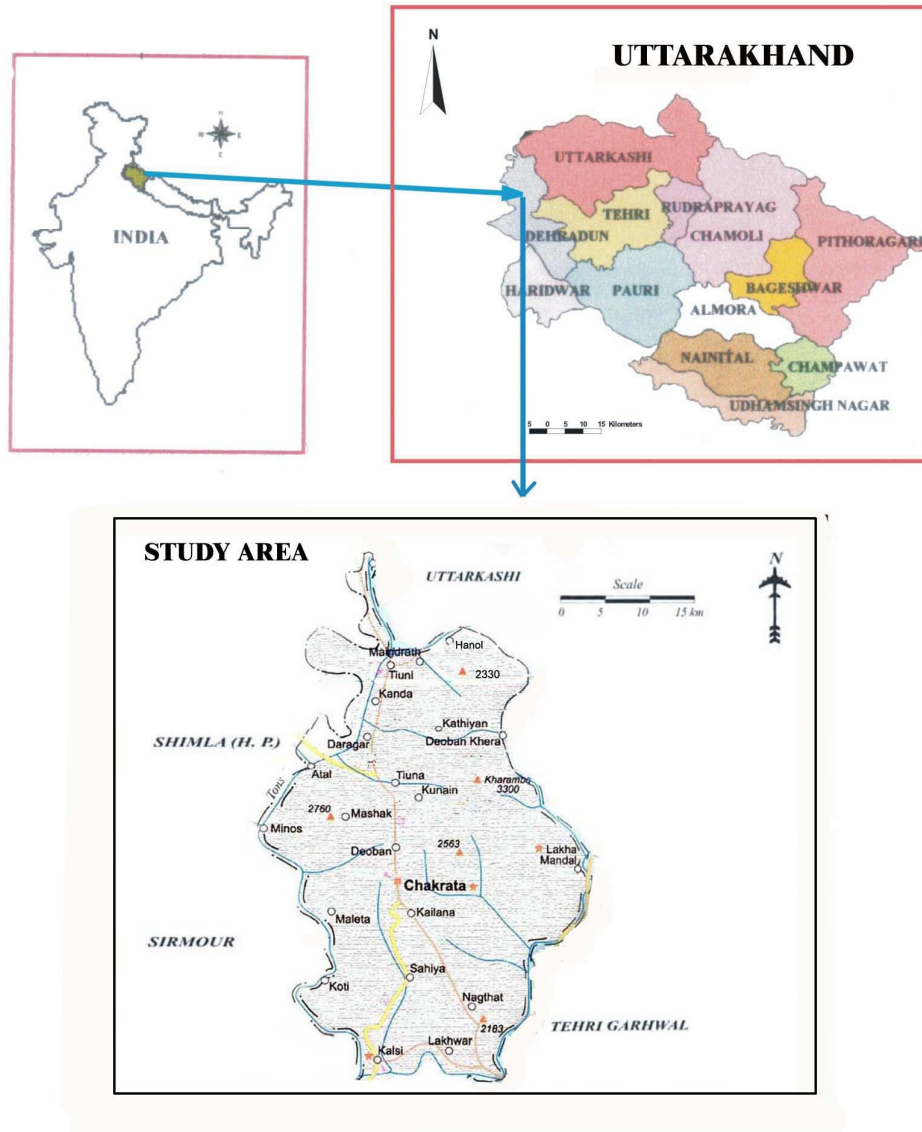 N
W E
S
INDIA
N
UTTARAKHAND
UTTARKASHI
TEHRI
RUDRAPRAYAG
DEHRADUN
CHAMOLI
PITHORAGARH
HARIDWAR
PAURI
BAGESHWAR
ALMORA
NAINITAL
CHAMPAWAT
UDHAMSINGH NAGAR
5 0 5 10 15 Kilometers
STUDY AREA
UTTARKASHI
Scale
0 5 10 15 km
N
Hanol
Tiuni
2330
Kanda
Kathiyan
SHIMLA (H. P.)
Daragar
Deoban Khera
Atal
Tiuna
Kharamba
3300
Tons
Kunain
2760
Mashak
Minos
Deoban
2563
Lakha
Mandal
Chakrata
Maleta
Kailana
SIRMOUR
Sahiya
Koti
Nagthat
2183
TEHRI GARHWAL
Lakhwar
Kalsi